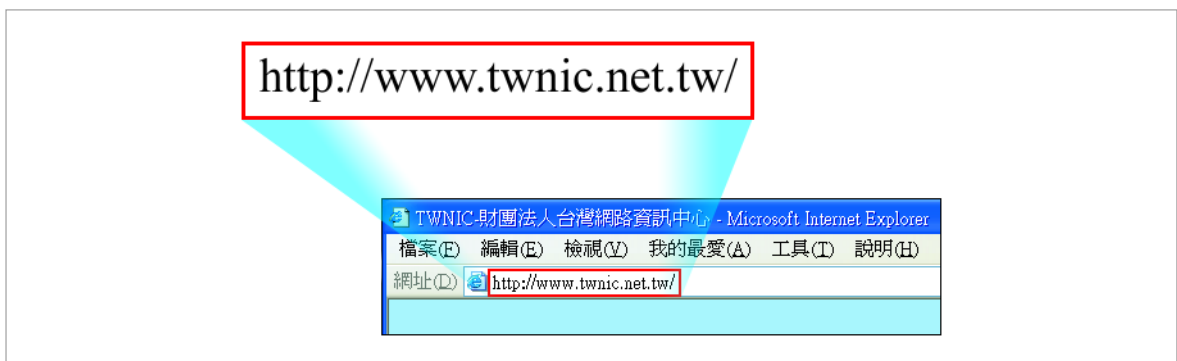 http://www.twnic.net.tw/
TWNIC-財團法人台灣網路資訊中心 - Microsoft Internet Explorer
檔案(F) 編輯(E) 檢視(V) 我的最愛(A) 工具(T) 說明(H)
網址(D) http://www.twnic.net.tw/